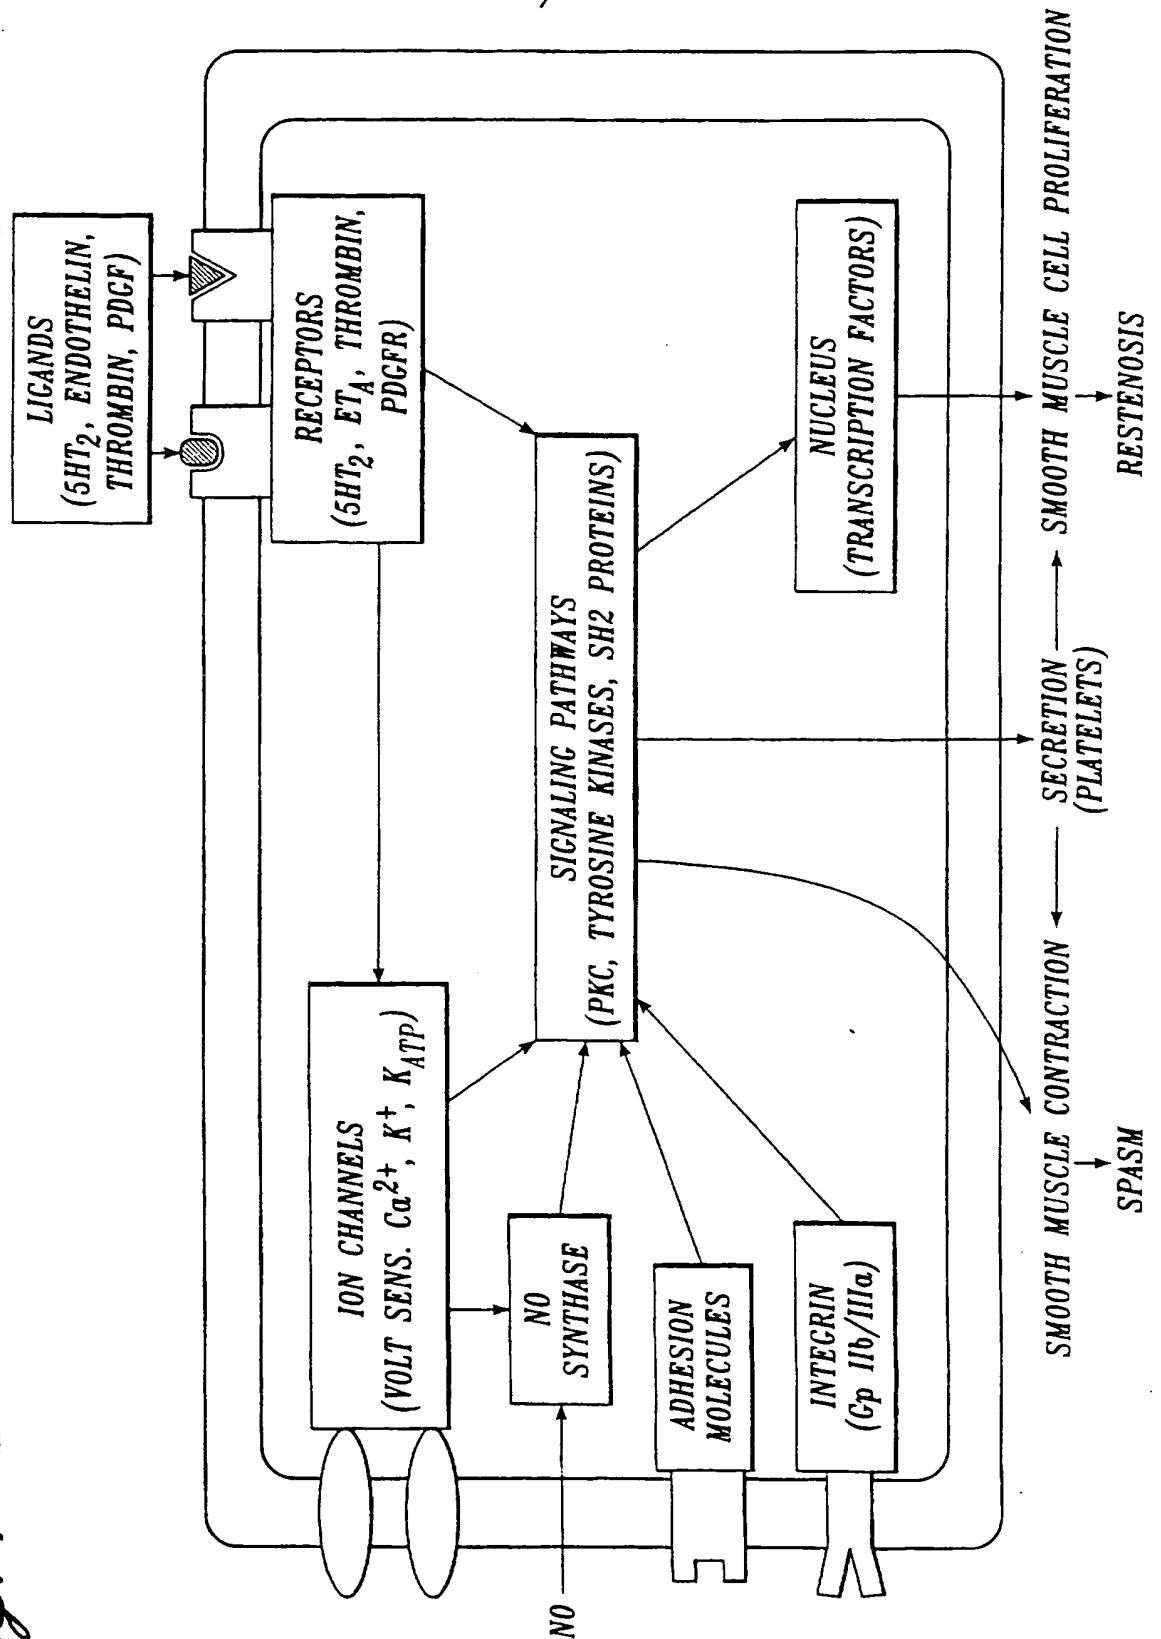 LIGANDS
(5HT2, ENDOTHELIN,
THROMBIN, PDGF)
ION CHANNELS
(VOLT SENS. Ca2+, K+, KATP)
RECEPTORS
(5HT2, ETA, THROMBIN,
PDGFR)
NO
NO
SYNTHASE
SIGNALING PATHWAYS
(PKC, TYROSINE KINASES, SH2 PROTEINS)
ADHESION
MOLECULES
INTEGRIN
(Gp IIb/IIIa)
NUCLEUS
(TRANSCRIPTION FACTORS)
SMOOTH MUSCLE CONTRACTION
SECRETION
(PLATELETS)
SMOOTH MUSCLE CELL PROLIFERATION
SPASM
RESTENOSIS